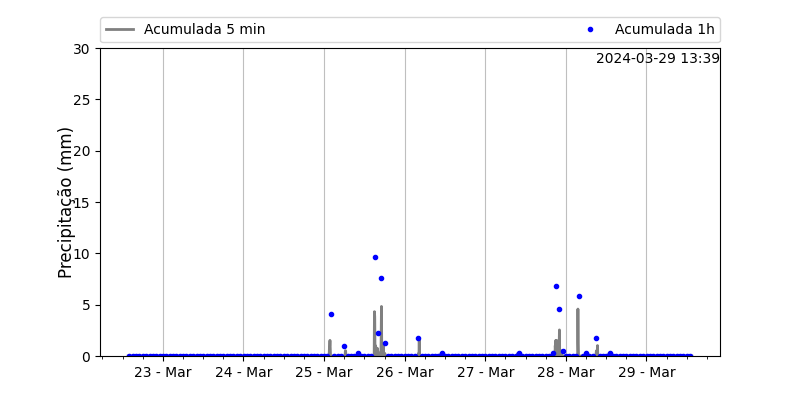 Acumulada 5 min
Acumulada 1h
2024-03-29 13:39
Precipitação (mm)
30
25
20
15
10
5
0
23 - Mar
24 - Mar
25 - Mar
26 - Mar
27 - Mar
28 - Mar
29 - Mar